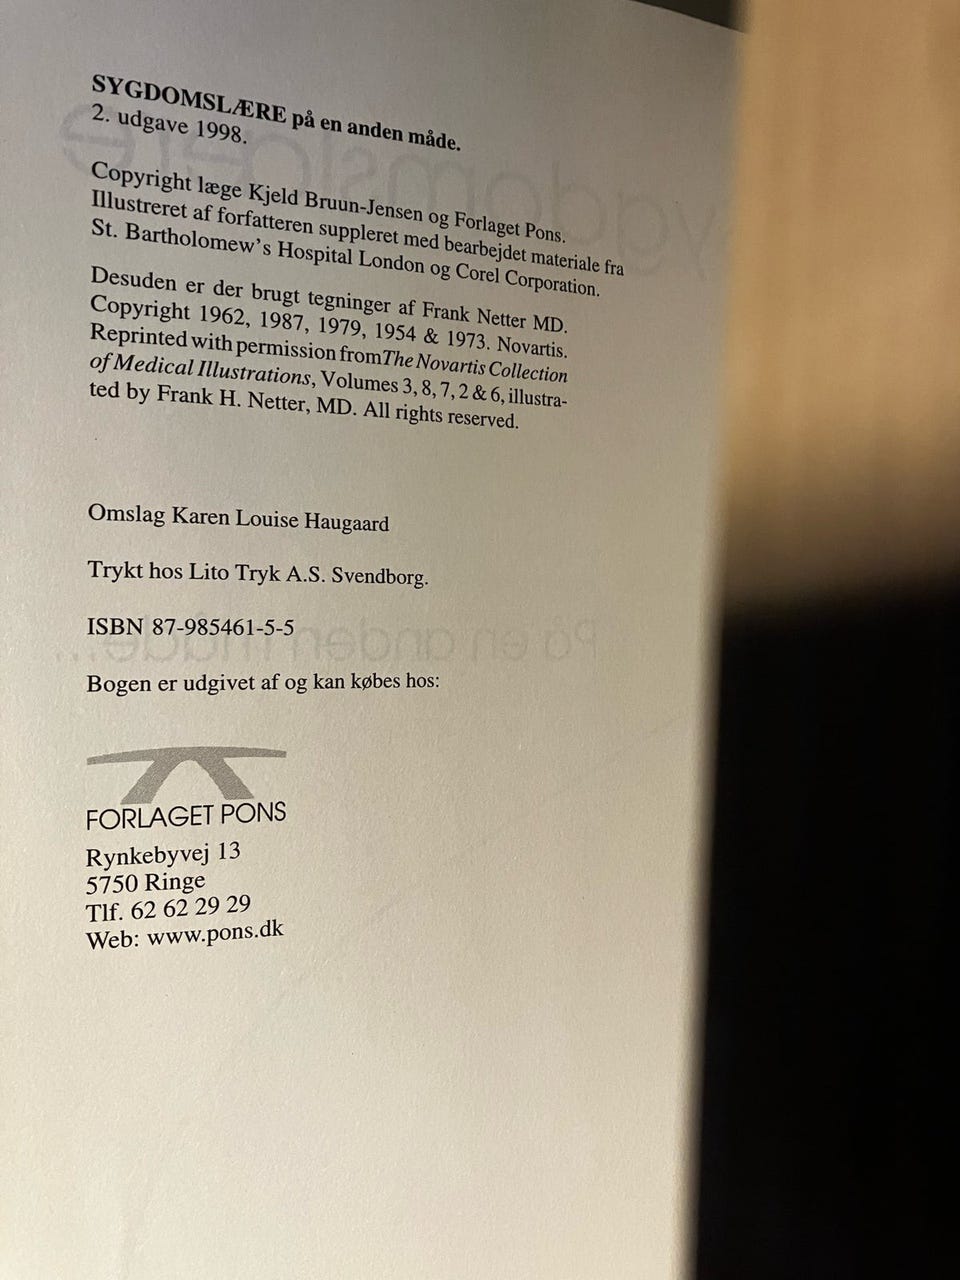 SYGDOMSLÆRE på en anden måde.
2. udgave 1998.
Copyright læge Kjeld Bruun-Jensen og Forlaget Pons.
Illustreret af forfatteren suppleret med bearbejdet materiale fra
St. Bartholomew's Hospital London og Corel Corporation.
Desuden er der brugt tegninger af Frank Netter MD.
Copyright 1962, 1987, 1979, 1954 & 1973. Novartis.
Reprinted with permission from The Novartis Collection
of Medical Illustrations, Volumes 3, 8, 7, 2 & 6, illustra-
ted by Frank H. Netter, MD. All rights reserved.
Omslag Karen Louise Haugaard
Trykt hos Lito Tryk A.S. Svendborg.
ISBN 87-985461-5-5
Bogen er udgivet af og kan købes hos:
FORLAGET PONS
Rynkebyvej 13
5750 Ringe
Tlf. 62 62 29 29
Web: www.pons.dk